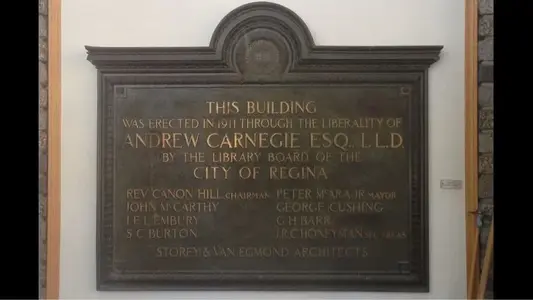 THIS BUILDING
WAS ERECTED IN 1911 THROUGH THE LIBERALITY OF
ANDREW CARNEGIE ESQ., L.L.D.
BY THE LIBRARY BOARD OF THE
CITY OF REGINA
REV. CANON HILL CHAIRMAN PETER McARA JR MAYOR
JOHN McCARTHY GEORGE CUSHING
J.F.L. EMBURY G.H. BARR
S.C. BURTON J.R.C. HONEYMAN
STOREY & VAN EGMOND ARCHITECTS